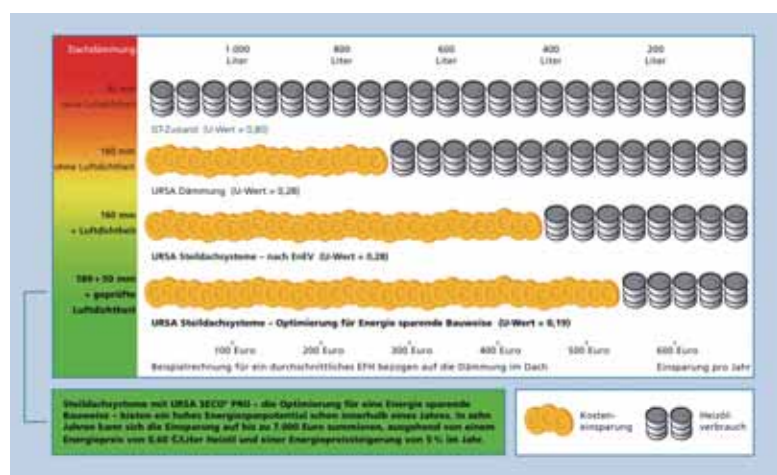 Dachdämmung
1 000 Liter
800 Liter
600 Liter
400 Liter
200 Liter
ohne Luftdichtheit
IST-Zustand (U-Wert = 0,80)
160 mm
ohne Luftdichtheit
URSA Dämmung (U-Wert = 0,28)
160 mm
+ Luftdichtheit
URSA Steildachsysteme – nach EnEV (U-Wert = 0,28)
+ geprüfte
Luftdichtheit
URSA Steildachsysteme – Optimierung für Energie sparende Bauweise (U-Wert = 0,19)
100 Euro
200 Euro
300 Euro
400 Euro
500 Euro
600 Euro
Beispielrechnung für ein durchschnittliches EFH bezogen auf die Dämmung im Dach
Einsparung pro Jahr
Steildachsysteme mit URSA SECO® PRO – die Optimierung für eine Energie sparende
Bauweise – bieten ein hohes Energiesparpotential schon innerhalb eines Jahres. In zehn
Jahren kann sich die Einsparung auf bis zu 7.000 Euro summieren, ausgehend von einem
Energiepreis von 0,60 €/Liter Heizöl und einer Energiepreissteigerung von 5 % im Jahr.
Kosten-
einsparung
Heizöl-
verbrauch